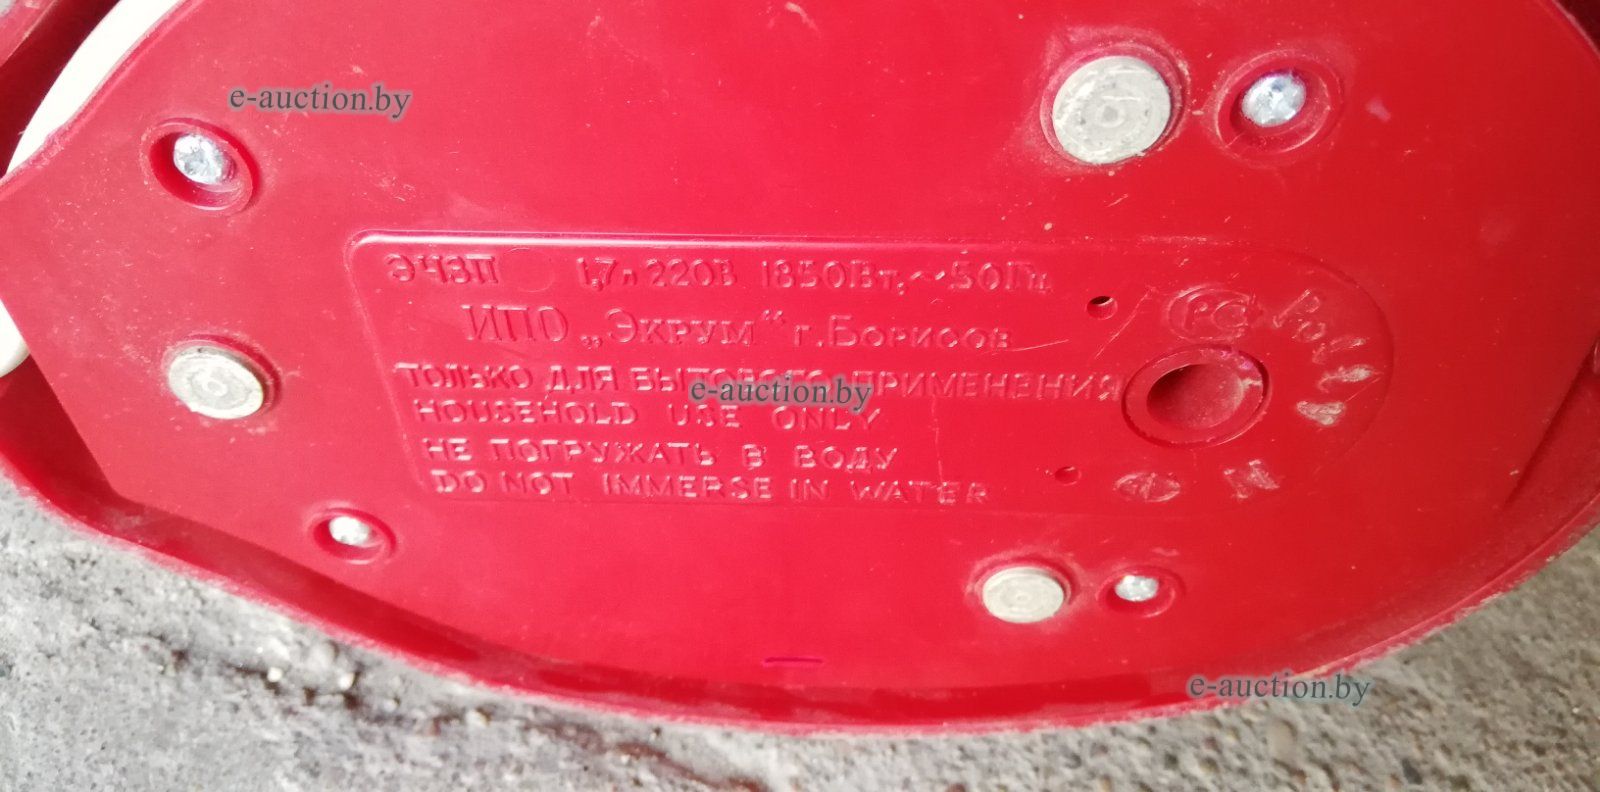 e-auction.by
ЭЧЗП 1,7л 220В 1850Вт, ~50Гц
ИПО „Экрум“ г. Борисов
ТОЛЬКО ДЛЯ БЫТОВОГО ПРИМЕНЕНИЯ
e-auction.by
HOUSEHOLD USE ONLY
НЕ ПОГРУЖАТЬ В ВОДУ
DO NOT IMMERSE IN WATER
РС
e-auction.by